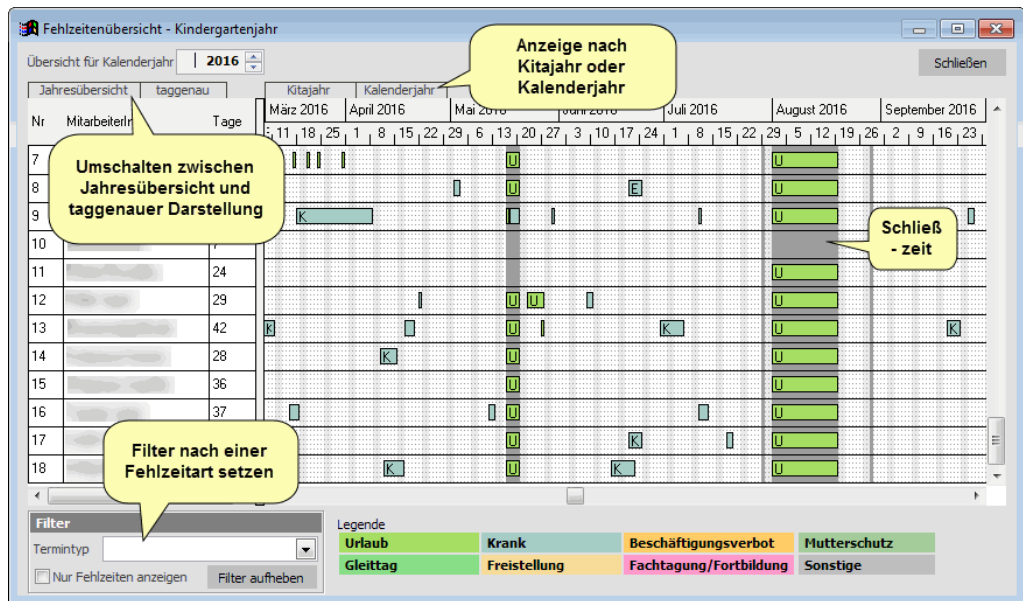 Fehlzeitenübersicht - Kindergartenjahr
Übersicht für Kalenderjahr 2016
Schließen
Anzeige nach
Kitajahr oder
Kalenderjahr
Jahresübersicht taggenau Kitajahr Kalenderjahr
März 2016 April 2016 Mai 2016 Juni 2016 Juli 2016 August 2016 September 2016
Nr MitarbeiterIn Tage
11 18 25 1 8 15 22 29 6 13 20 27 3 10 17 24 1 8 15 22 29 5 12 19 26 2 9 16 23
Umschalten zwischen
Jahresübersicht und
taggenauer Darstellung
7 U U
8 U E U
9 K U
Schließ
- zeit
10
11 24 U
12 29 U U U
13 42 K U K U K
14 28 K U U
15 36 U U
16 37 U U
17 U K U
18 K U K U
Filter nach einer
Fehlzeitart setzen
Filter
Termintyp
Nur Fehlzeiten anzeigen Filter aufheben
Legende
Urlaub Krank Beschäftigungsverbot Mutterschutz
Gleittag Freistellung Fachtagung/Fortbildung Sonstige